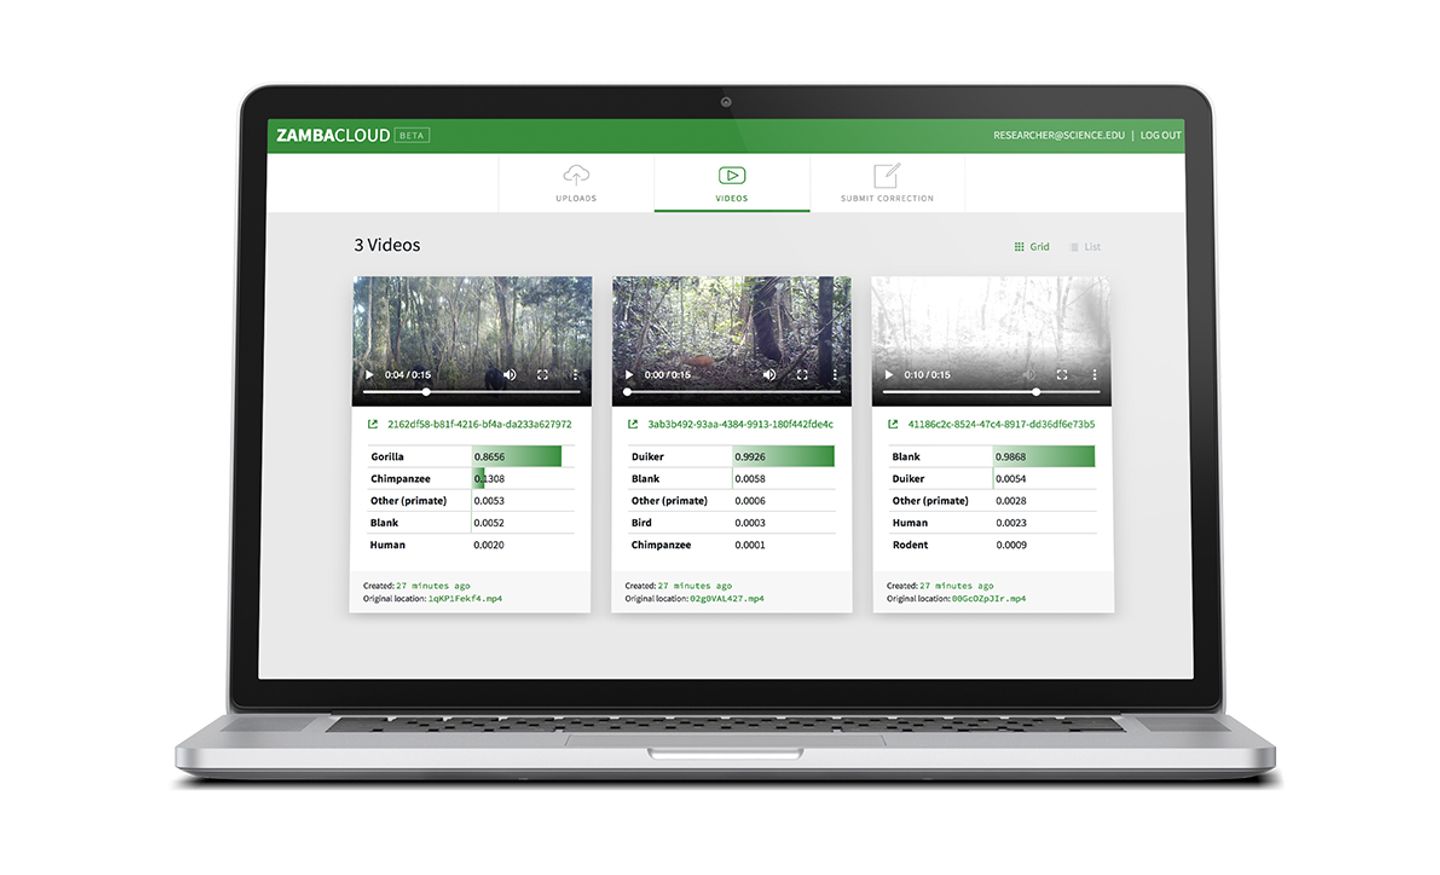 ZAMBACLOUD BETA
RESEARCHER@SCIENCE.EDU | LOG OUT
UPLOADS
VIDEOS
SUBMIT CORRECTION
3 Videos
Grid
List
0:04 / 0:15
0:00 / 0:15
0:10 / 0:15
2162df58-b81f-4216-bf4a-da233a627972
Gorilla 0.8656
Chimpanzee 0.1308
Other (primate) 0.0053
Blank 0.0052
Human 0.0020
Created: 27 minutes ago
Original location: 1qKP1Fekf4.mp4
3ab3b492-93aa-4384-9913-180f442fde4c
Duiker 0.9926
Blank 0.0058
Other (primate) 0.0006
Bird 0.0003
Chimpanzee 0.0001
Created: 27 minutes ago
Original location: 02g0VAL427.mp4
41186c2c-8524-47c4-8917-dd36df6e73b5
Blank 0.9868
Duiker 0.0054
Other (primate) 0.0028
Human 0.0023
Rodent 0.0009
Created: 27 minutes ago
Original location: 00GcOZpJIr.mp4